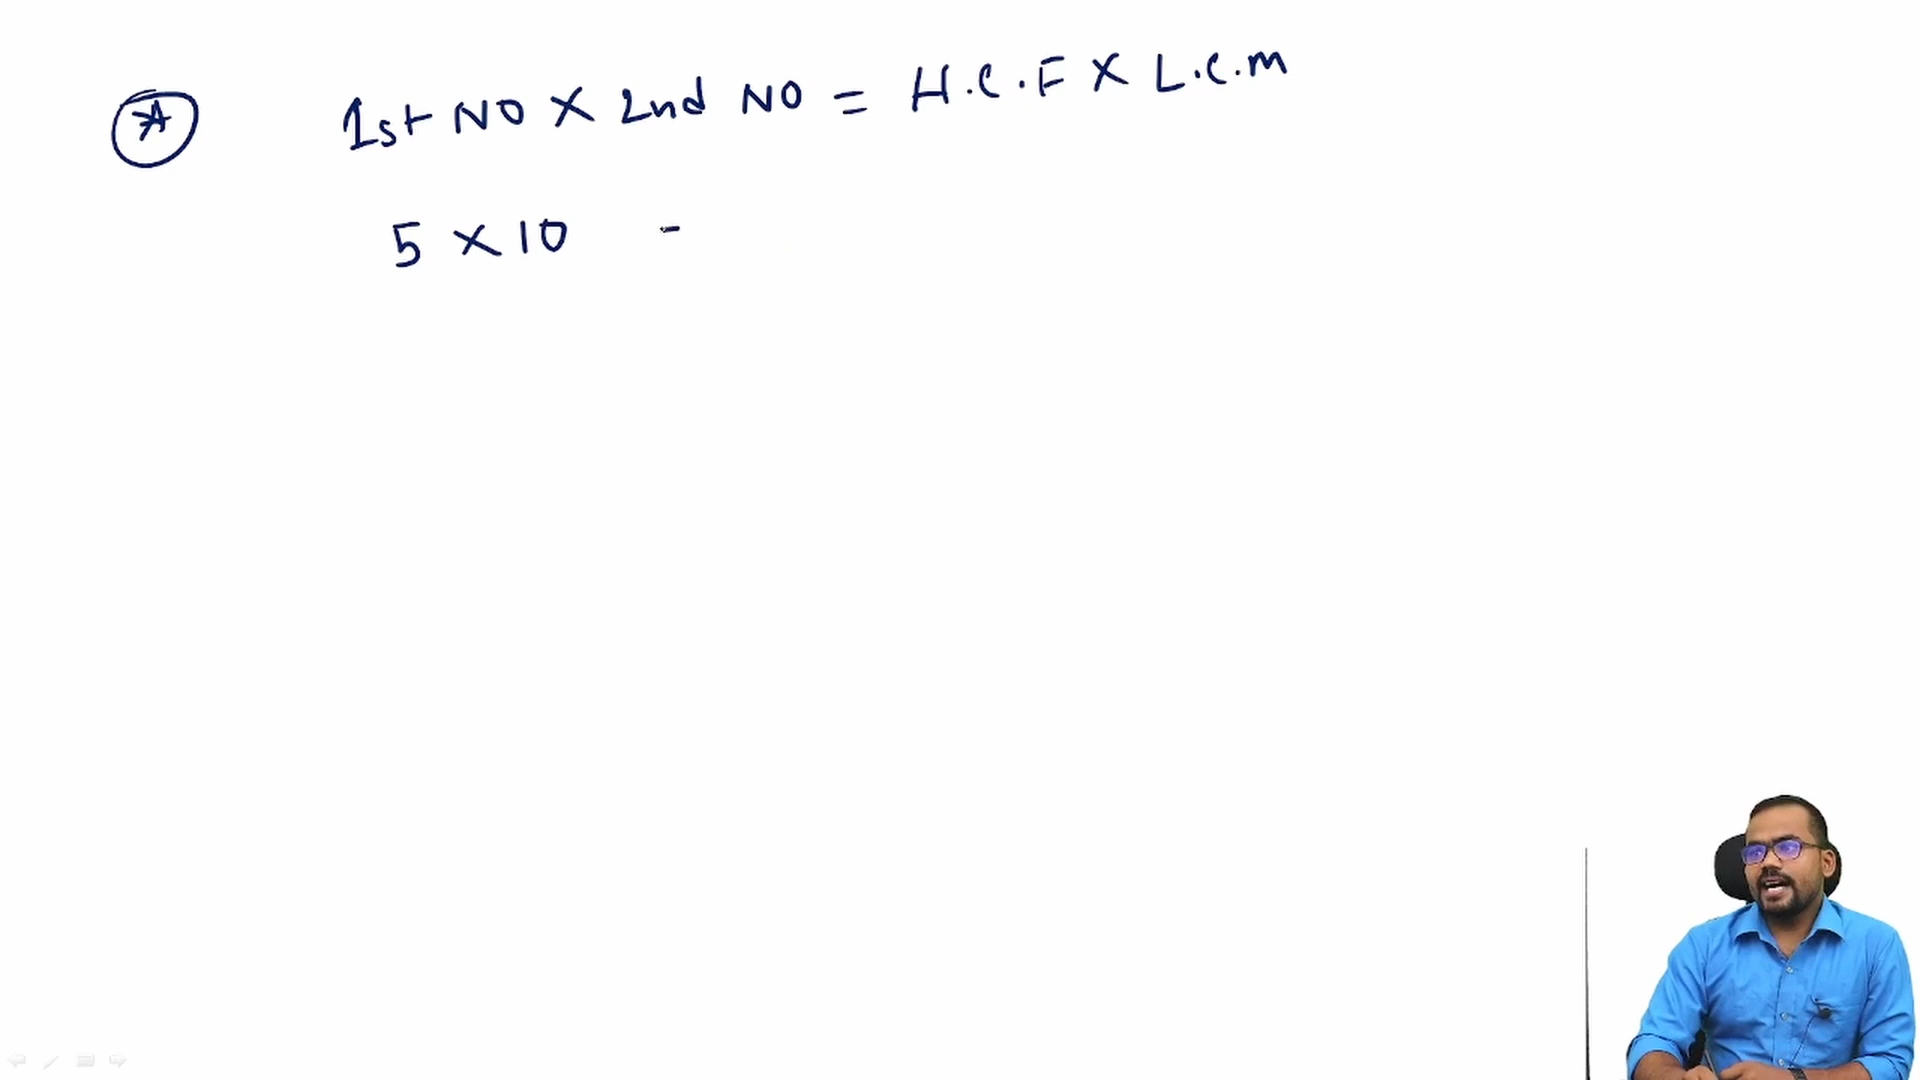 1st NO X 2nd NO = H.C.F X L.C.M
5 X 10 -